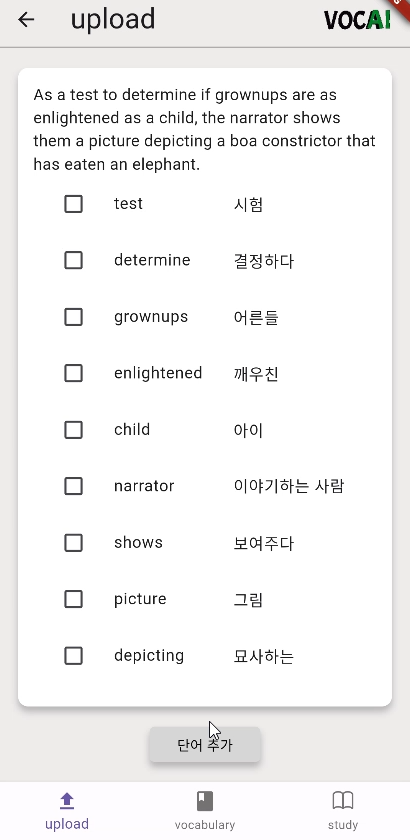 upload
VOCAI
As a test to determine if grownups are as
enlightened as a child, the narrator shows
them a picture depicting a boa constrictor that
has eaten an elephant.
test 시험
determine 결정하다
grownups 어른들
enlightened 깨우친
child 아이
narrator 이야기하는 사람
shows 보여주다
picture 그림
depicting 묘사하는
단어 추가
upload vocabulary study